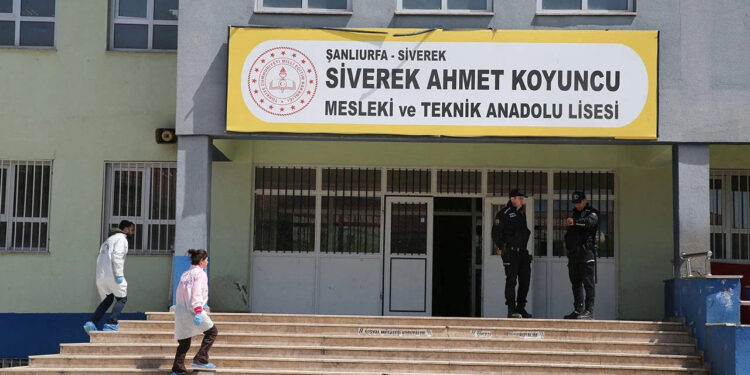 ŞANLIURFA - SİVEREK
SİVEREK AHMET KOYUNCU
MESLEKİ ve TEKNİK ANADOLU LİSESİ